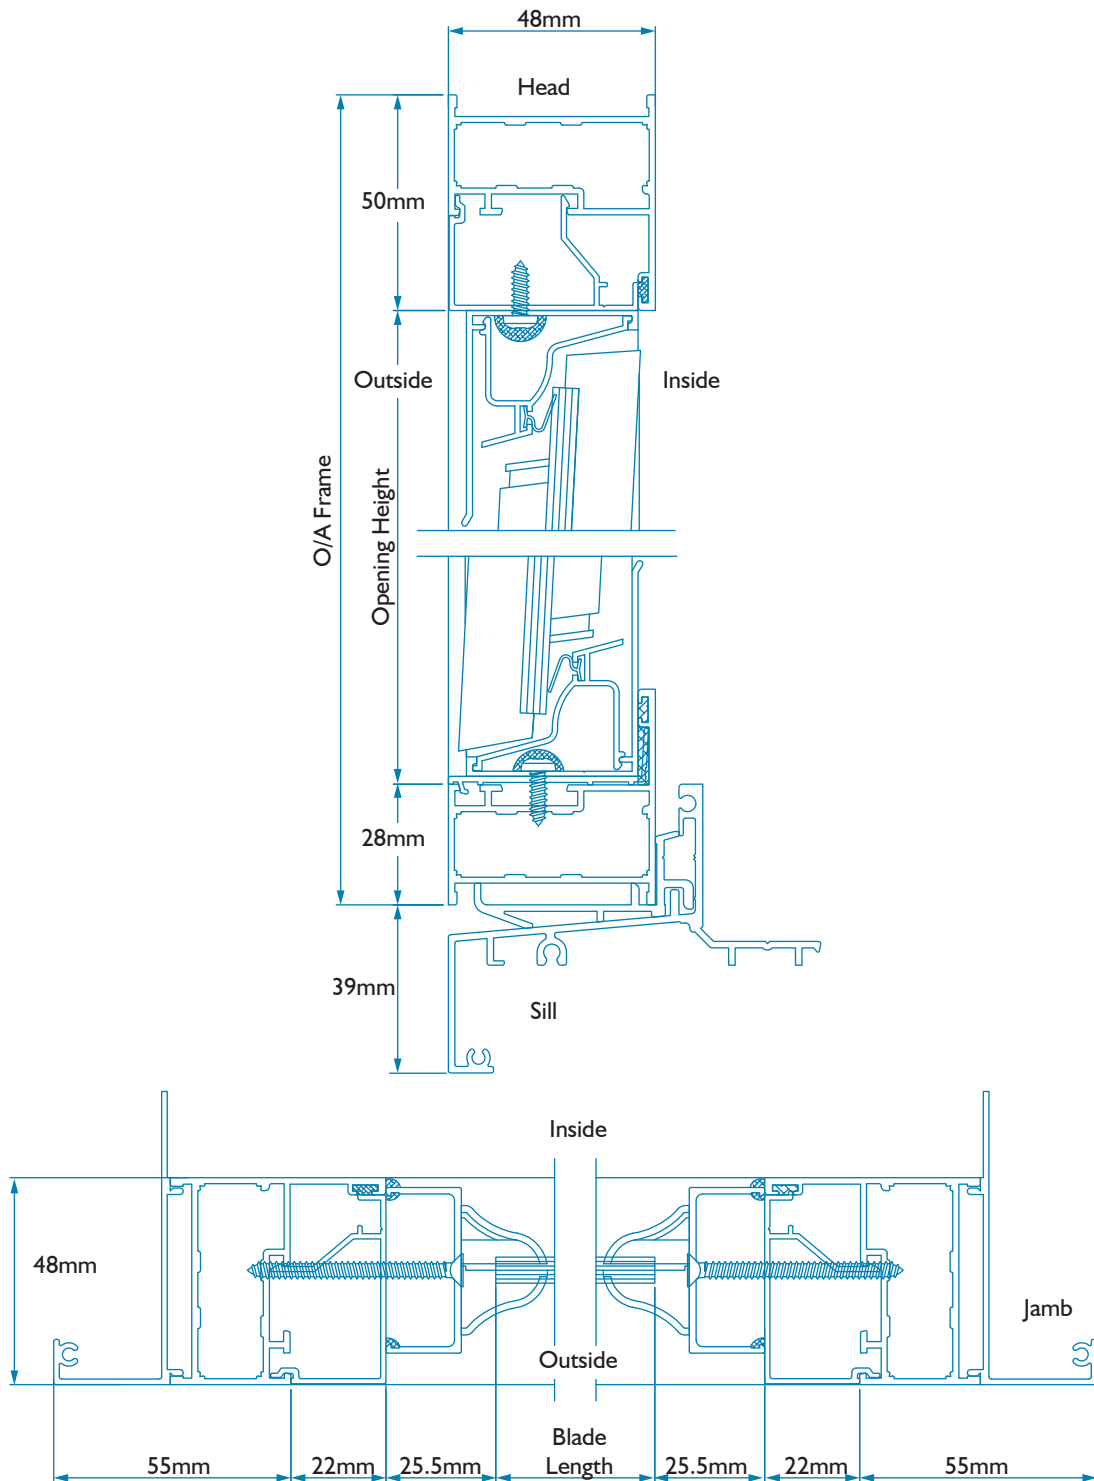 48mm
Head
50mm
Outside
Inside
O/A Frame
Opening Height
28mm
39mm
Sill
Inside
48mm
Jamb
Outside
Blade
Length
55mm
22mm
25.5mm
25.5mm
22mm
55mm